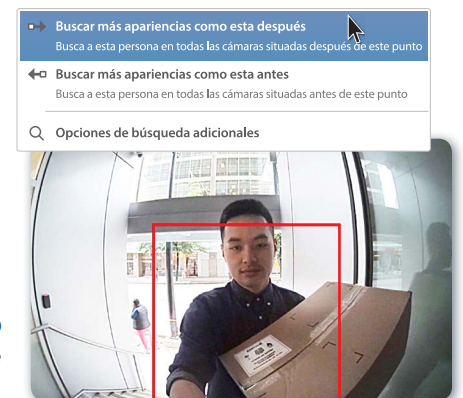 Buscar más apariencias como esta después
Busca a esta persona en todas las cámaras situadas después de este punto
Buscar más apariencias como esta antes
Busca a esta persona en todas las cámaras situadas antes de este punto
Opciones de búsqueda adicionales